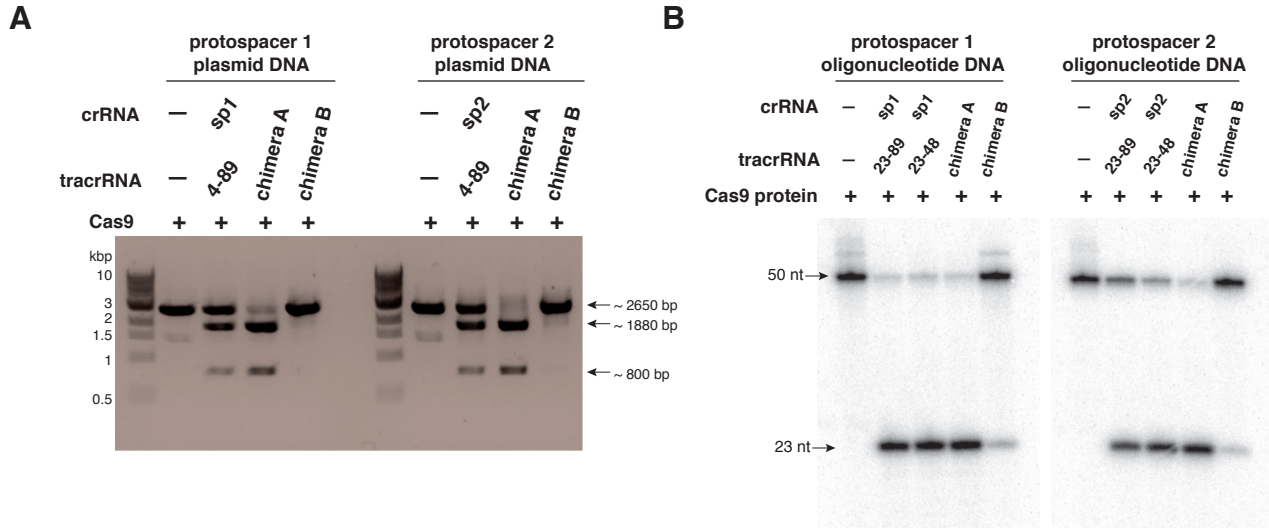 A
protospacer 1
plasmid DNA
protospacer 2
plasmid DNA
crRNA
– sp1 chimera A chimera B
– sp2 chimera A chimera B
tracrRNA
– 4-89
– 4-89
Cas9
+ + + +
+ + + +
kbp
10
3
2
1.5
1
0.5
~ 2650 bp
~ 1880 bp
~ 800 bp
B
protospacer 1
oligonucleotide DNA
protospacer 2
oligonucleotide DNA
crRNA
– sp1 sp1 chimera A chimera B
– sp2 sp2 chimera A chimera B
tracrRNA
– 23-89 23-48
– 23-89 23-48
Cas9 protein
+ + + + +
+ + + + +
50 nt
23 nt